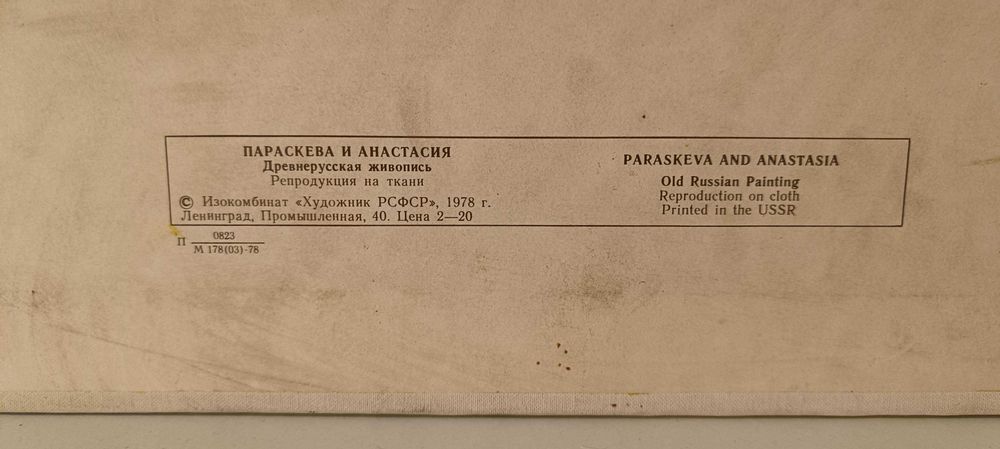 ПАРАСКЕВА И АНАСТАСИЯ
Древнерусская живопись
Репродукция на ткани
© Изокомбинат «Художник РСФСР», 1978 г.
Ленинград, Промышленная, 40. Цена 2—20
PARASKEVA AND ANASTASIA
Old Russian Painting
Reproduction on cloth
Printed in the USSR
П 0823
М 178(03)-78